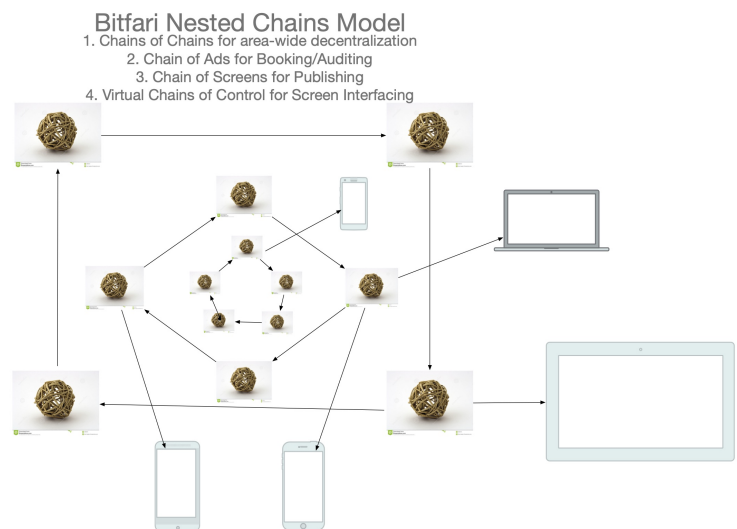 Bitfari Nested Chains Model
1. Chains of Chains for area-wide decentralization
2. Chain of Ads for Booking/Auditing
3. Chain of Screens for Publishing
4. Virtual Chains of Control for Screen Interfacing